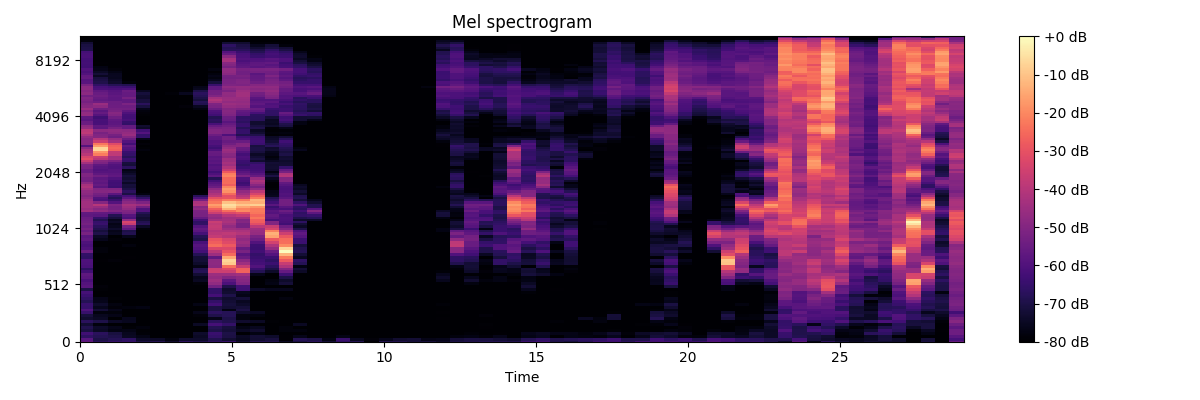 Mel spectrogram
+0 dB
8192
-10 dB
4096
-20 dB
-30 dB
Hz
2048
-40 dB
1024
-50 dB
-60 dB
512
-70 dB
0
-80 dB
0 5 10 15 20 25
Time